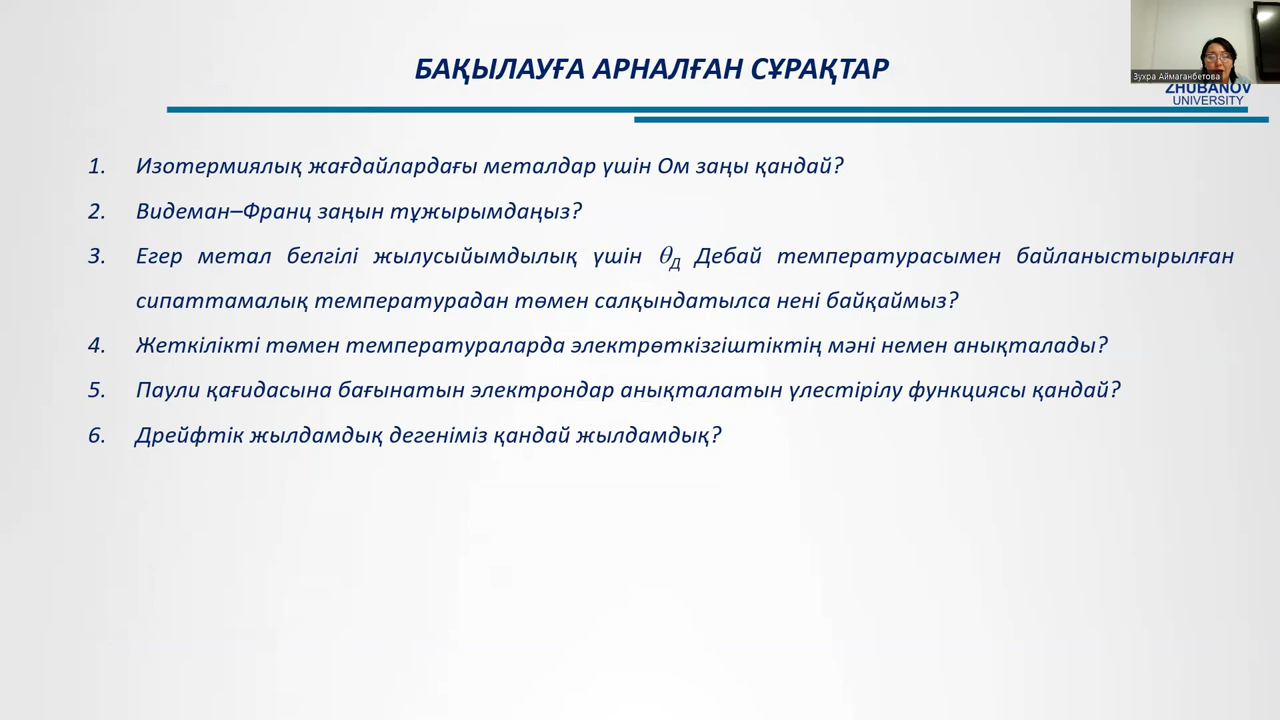 БАҚЫЛАУҒА АРНАЛҒАН СҰРАҚТАР
Зухра Аймаганбетова
ZHUBANOV
UNIVERSITY
1. Изотермиялық жағдайлардағы металдар үшін Ом заңы қандай?
2. Видеман–Франц заңын тұжырымдаңыз?
3. Егер метал белгілі жылусыйымдылық үшін θД Дебай температурасымен байланыстырылған
сипаттамалық температурадан төмен салқындатылса нені байқаймыз?
4. Жеткілікті төмен температураларда электрөткізгіштіктің мәні немен анықталады?
5. Паули қағидасына бағынатын электрондар анықталатын үлестірілу функциясы қандай?
6. Дрейфтік жылдамдық дегеніміз қандай жылдамдық?